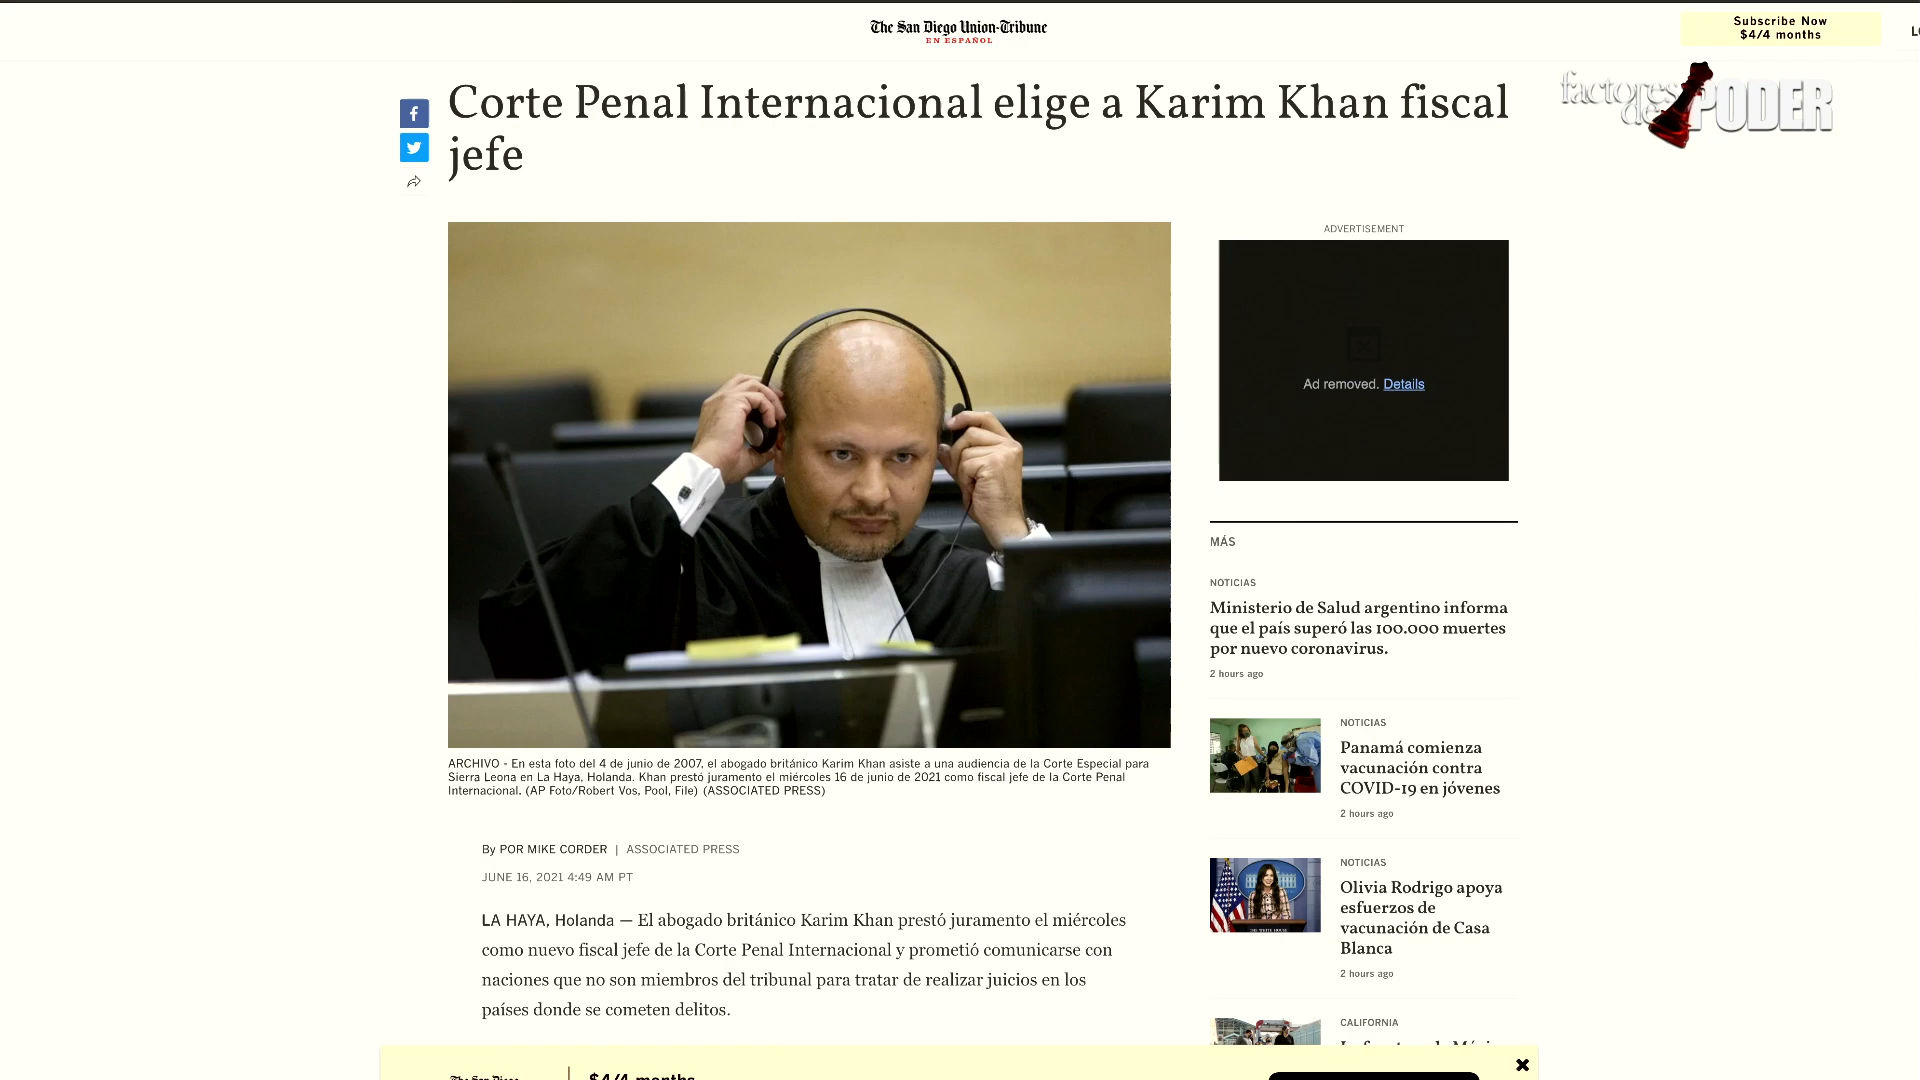 The San Diego Union-Tribune
EN ESPAÑOL
Subscribe Now
$4/4 months
factores de PODER
Corte Penal Internacional elige a Karim Khan fiscal
jefe
ADVERTISEMENT
Ad removed. Details
ARCHIVO - En esta foto del 4 de junio de 2007, el abogado británico Karim Khan asiste a una audiencia de la Corte Especial para
Sierra Leona en La Haya, Holanda. Khan prestó juramento el miércoles 16 de junio de 2021 como fiscal jefe de la Corte Penal
Internacional. (AP Foto/Robert Vos, Pool, File) (ASSOCIATED PRESS)
By POR MIKE CORDER | ASSOCIATED PRESS
JUNE 16, 2021 4:49 AM PT
LA HAYA, Holanda — El abogado británico Karim Khan prestó juramento el miércoles
como nuevo fiscal jefe de la Corte Penal Internacional y prometió comunicarse con
naciones que no son miembros del tribunal para tratar de realizar juicios en los
países donde se cometen delitos.
MÁS
NOTICIAS
Ministerio de Salud argentino informa
que el país superó las 100.000 muertes
por nuevo coronavirus.
2 hours ago
NOTICIAS
Panamá comienza
vacunación contra
COVID-19 en jóvenes
2 hours ago
NOTICIAS
Olivia Rodrigo apoya
esfuerzos de
vacunación de Casa
Blanca
2 hours ago
CALIFORNIA
The San Diego
$4/4 months